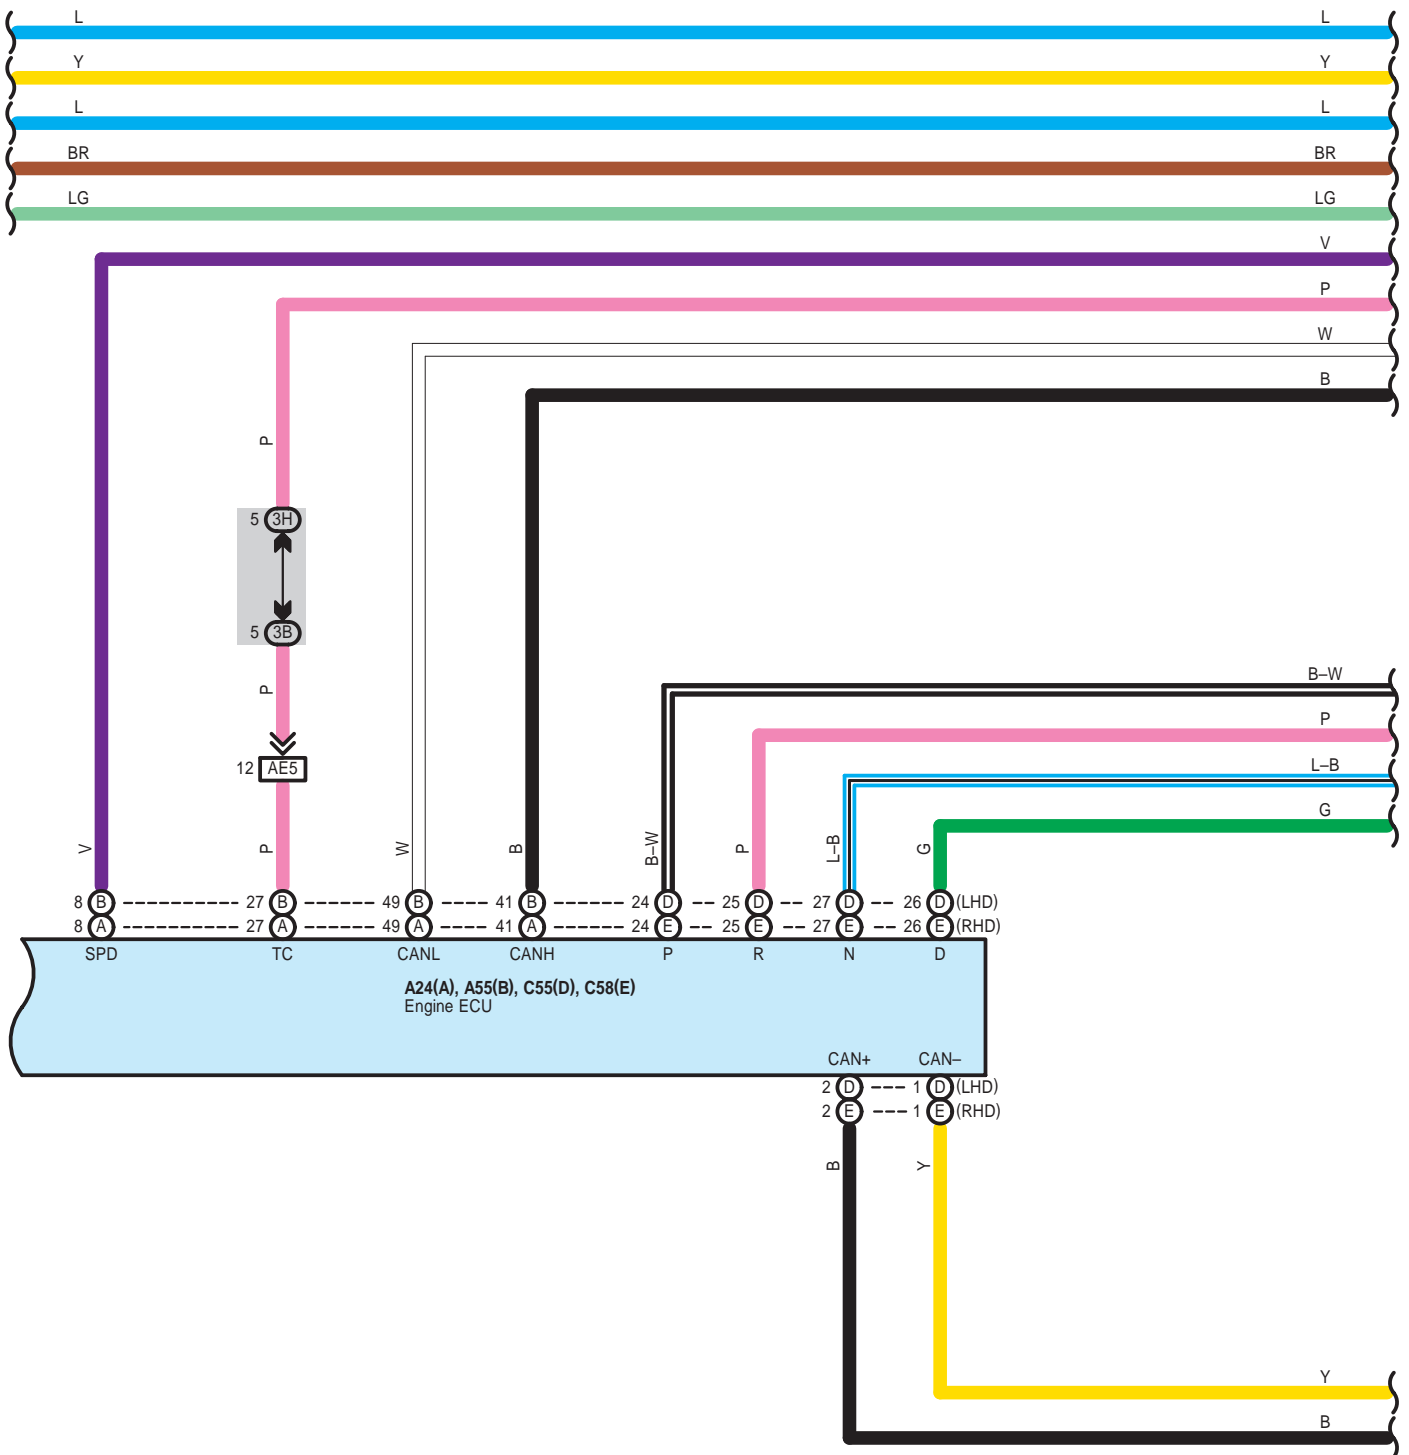 L L
Y Y
L L
BR BR
LG LG
V
P
W
B
P
5 3H
5 3B
P
B–W
P
12 AE5
L–B
G
V P W B B–W P L–B G
8 B 27 B 49 B 41 B 24 D 25 D 27 D 26 D (LHD)
8 A 27 A 49 A 41 A 24 E 25 E 27 E 26 E (RHD)
SPD TC CANL CANH P R N D
A24(A), A55(B), C55(D), C58(E)
Engine ECU
CAN+ CAN–
2 D 1 D (LHD)
2 E 1 E (RHD)
B Y
Y
B